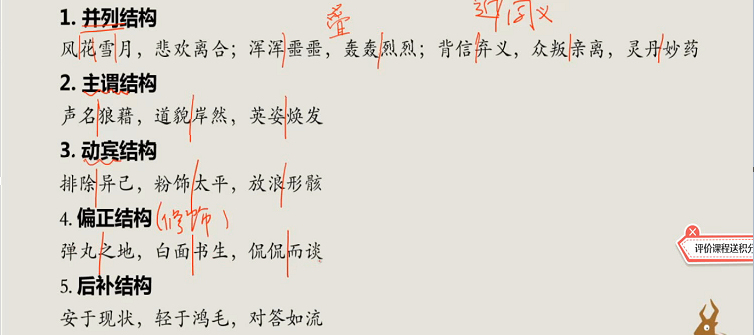 叠 近同义
1. 并列结构
风花雪月，悲欢离合；浑浑噩噩，轰轰烈烈；背信弃义，众叛亲离，灵丹妙药
2. 主谓结构
声名狼藉，道貌岸然，英姿焕发
3. 动宾结构
排除异己，粉饰太平，放浪形骸
4. 偏正结构(修饰)
弹丸之地，白面书生，侃侃而谈
评价课程送积分
5. 后补结构
安于现状，轻于鸿毛，对答如流